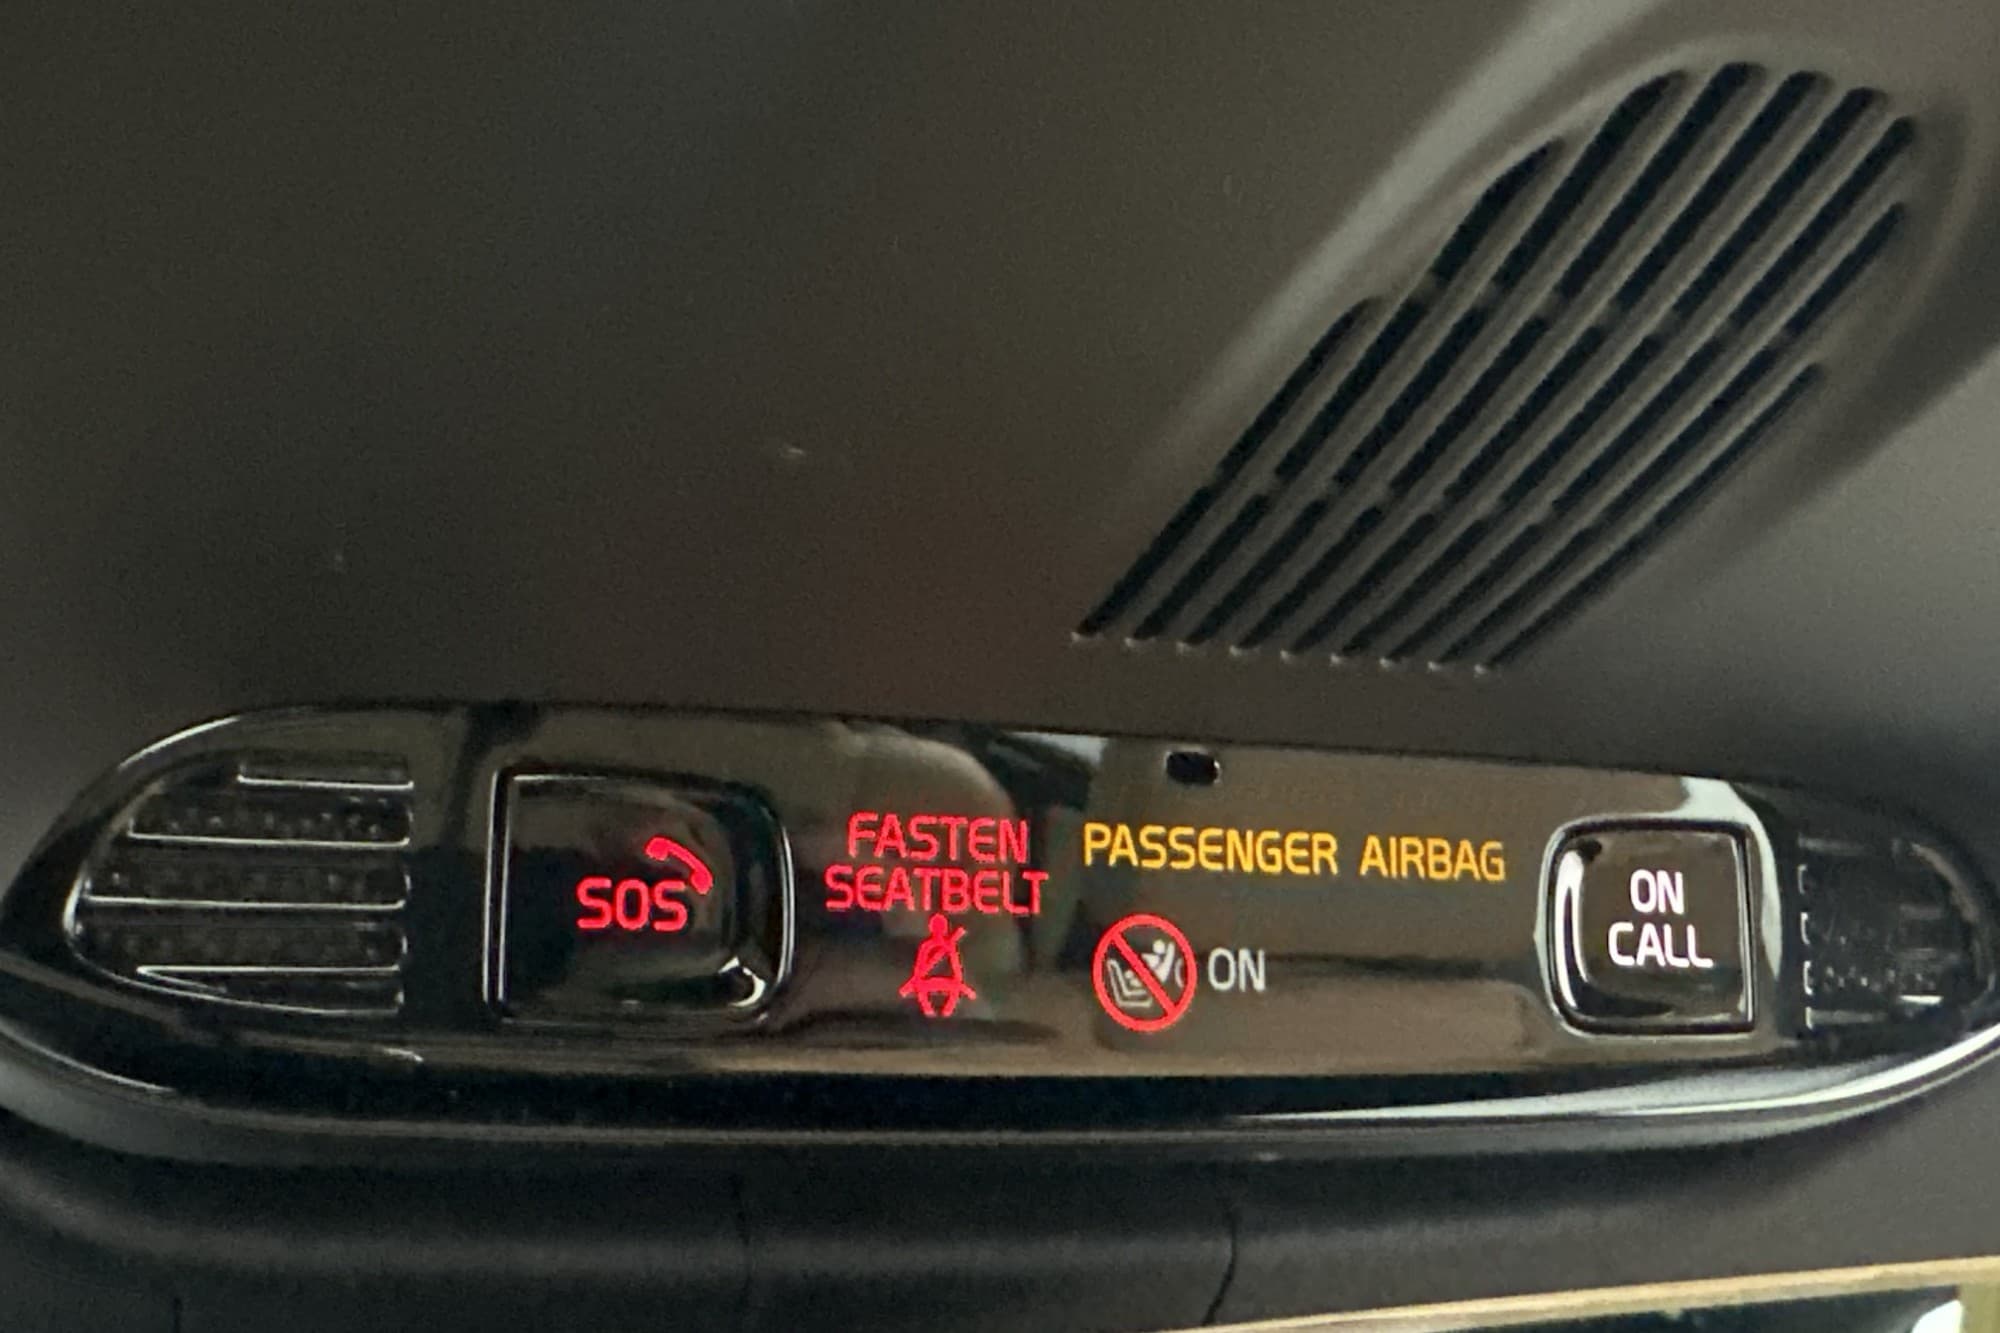 SOS
FASTEN
SEATBELT
PASSENGER AIRBAG
ON
ON
CALL